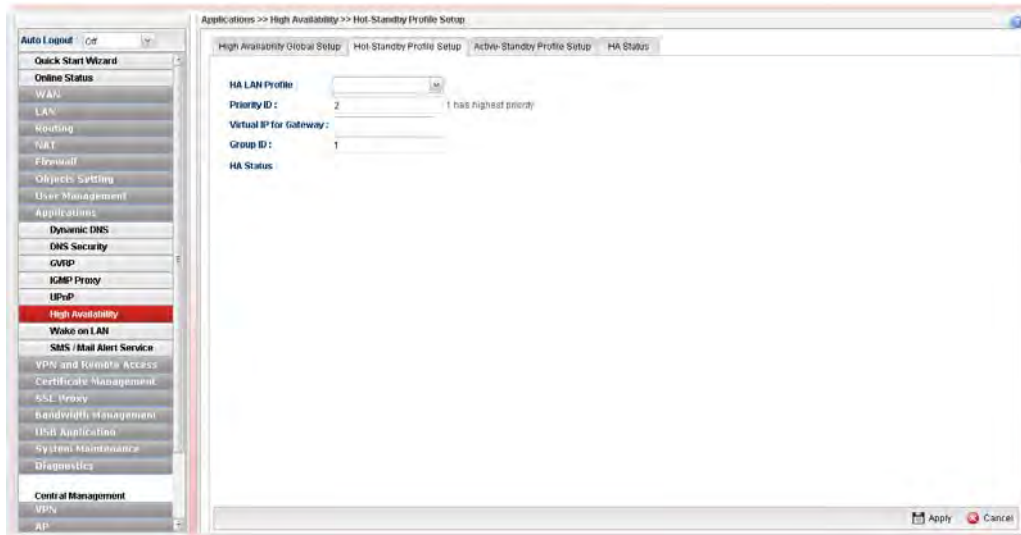 Applications >> High Availability >> Hot-Standby Profile Setup
Auto Logout : Off
Quick Start Wizard
Online Status
WAN
LAN
Routing
NAT
Firewall
Objects Setting
User Management
Applications
Dynamic DNS
DNS Security
GVRP
IGMP Proxy
UPnP
High Availability
Wake on LAN
SMS / Mail Alert Service
VPN and Remote Access
Certificate Management
SSL Proxy
Bandwidth Management
USB Application
System Maintenance
Diagnostics
Central Management
VPN
AP
High Availability Global Setup
Hot-Standby Profile Setup
Active-Standby Profile Setup
HA Status
HA LAN Profile
Priority ID : 2 1 has highest priority
Virtual IP for Gateway :
Group ID : 1
HA Status
Apply
Cancel